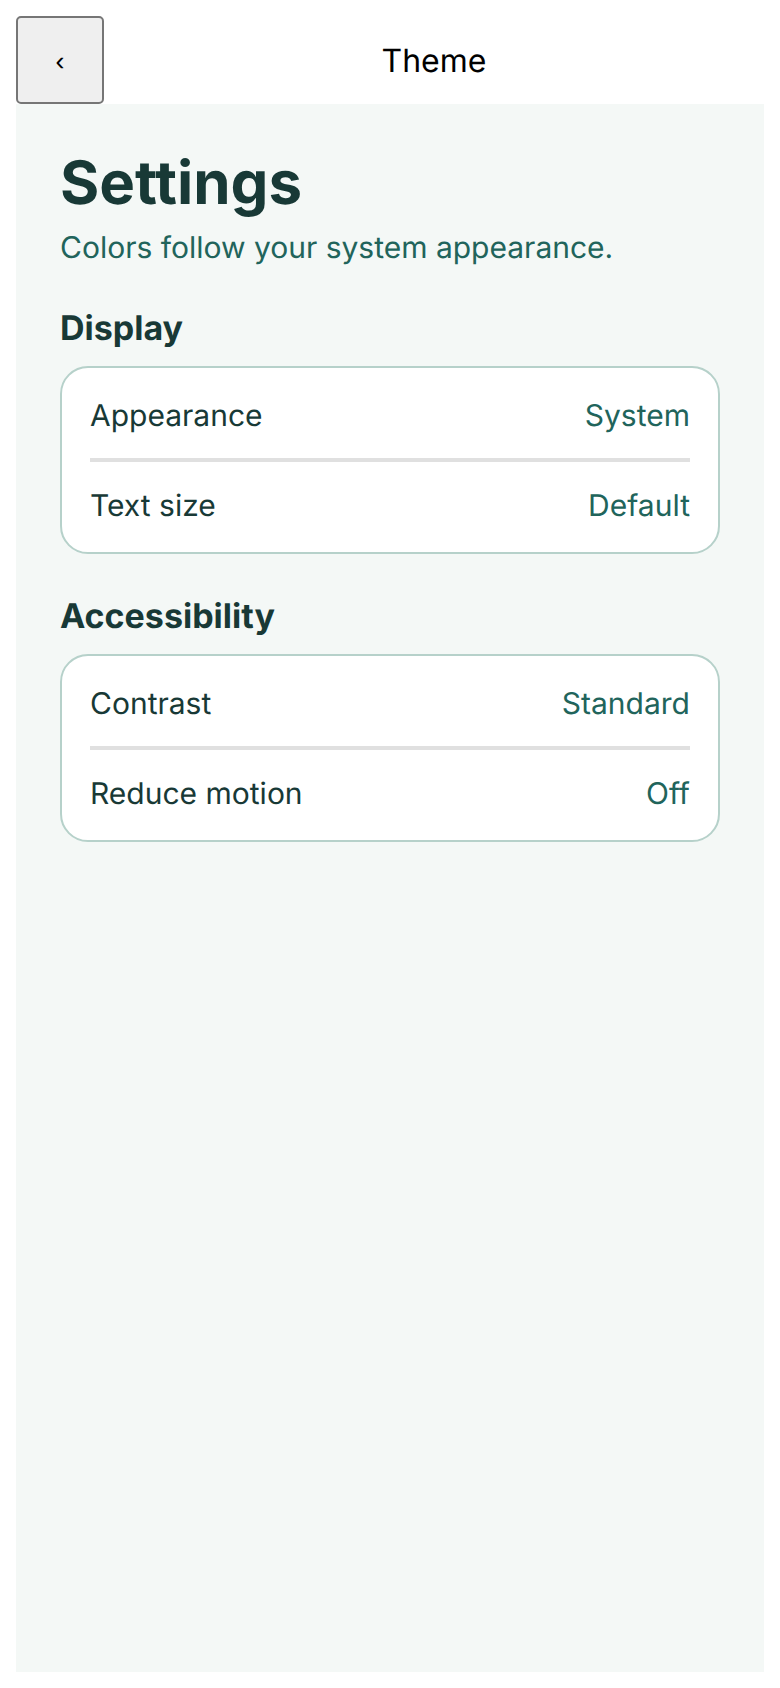 ‹ Theme
Settings
Colors follow your system appearance.
Display
Appearance System
Text size Default
Accessibility
Contrast Standard
Reduce motion Off